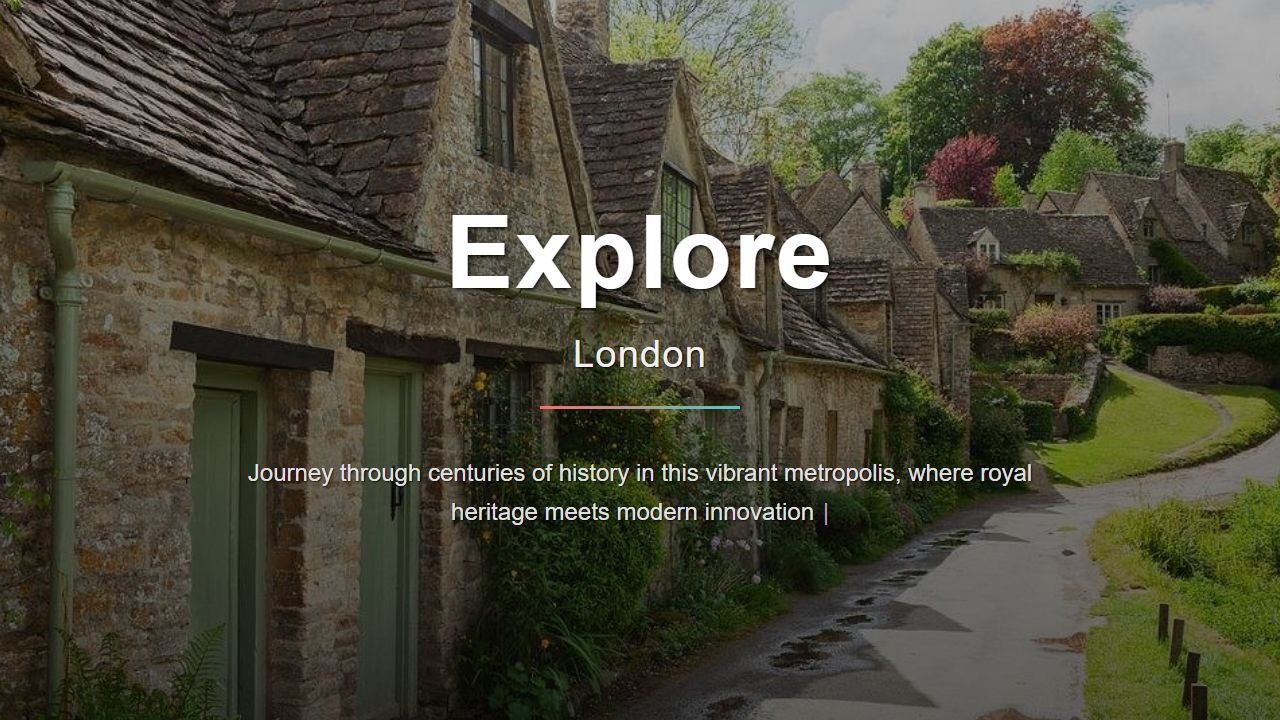 Explore
London
Journey through centuries of history in this vibrant metropolis, where royal
heritage meets modern innovation |